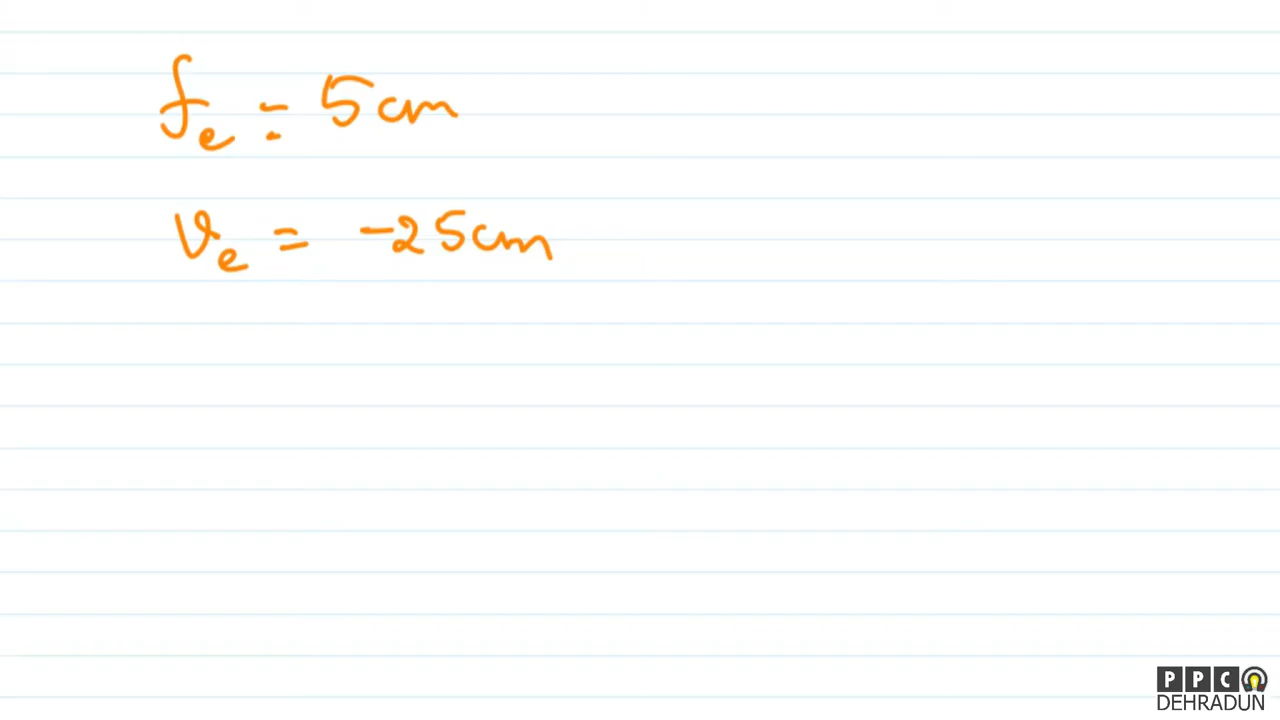 fₑ = 5cm
vₑ = -25cm
PPC
DEHRADUN